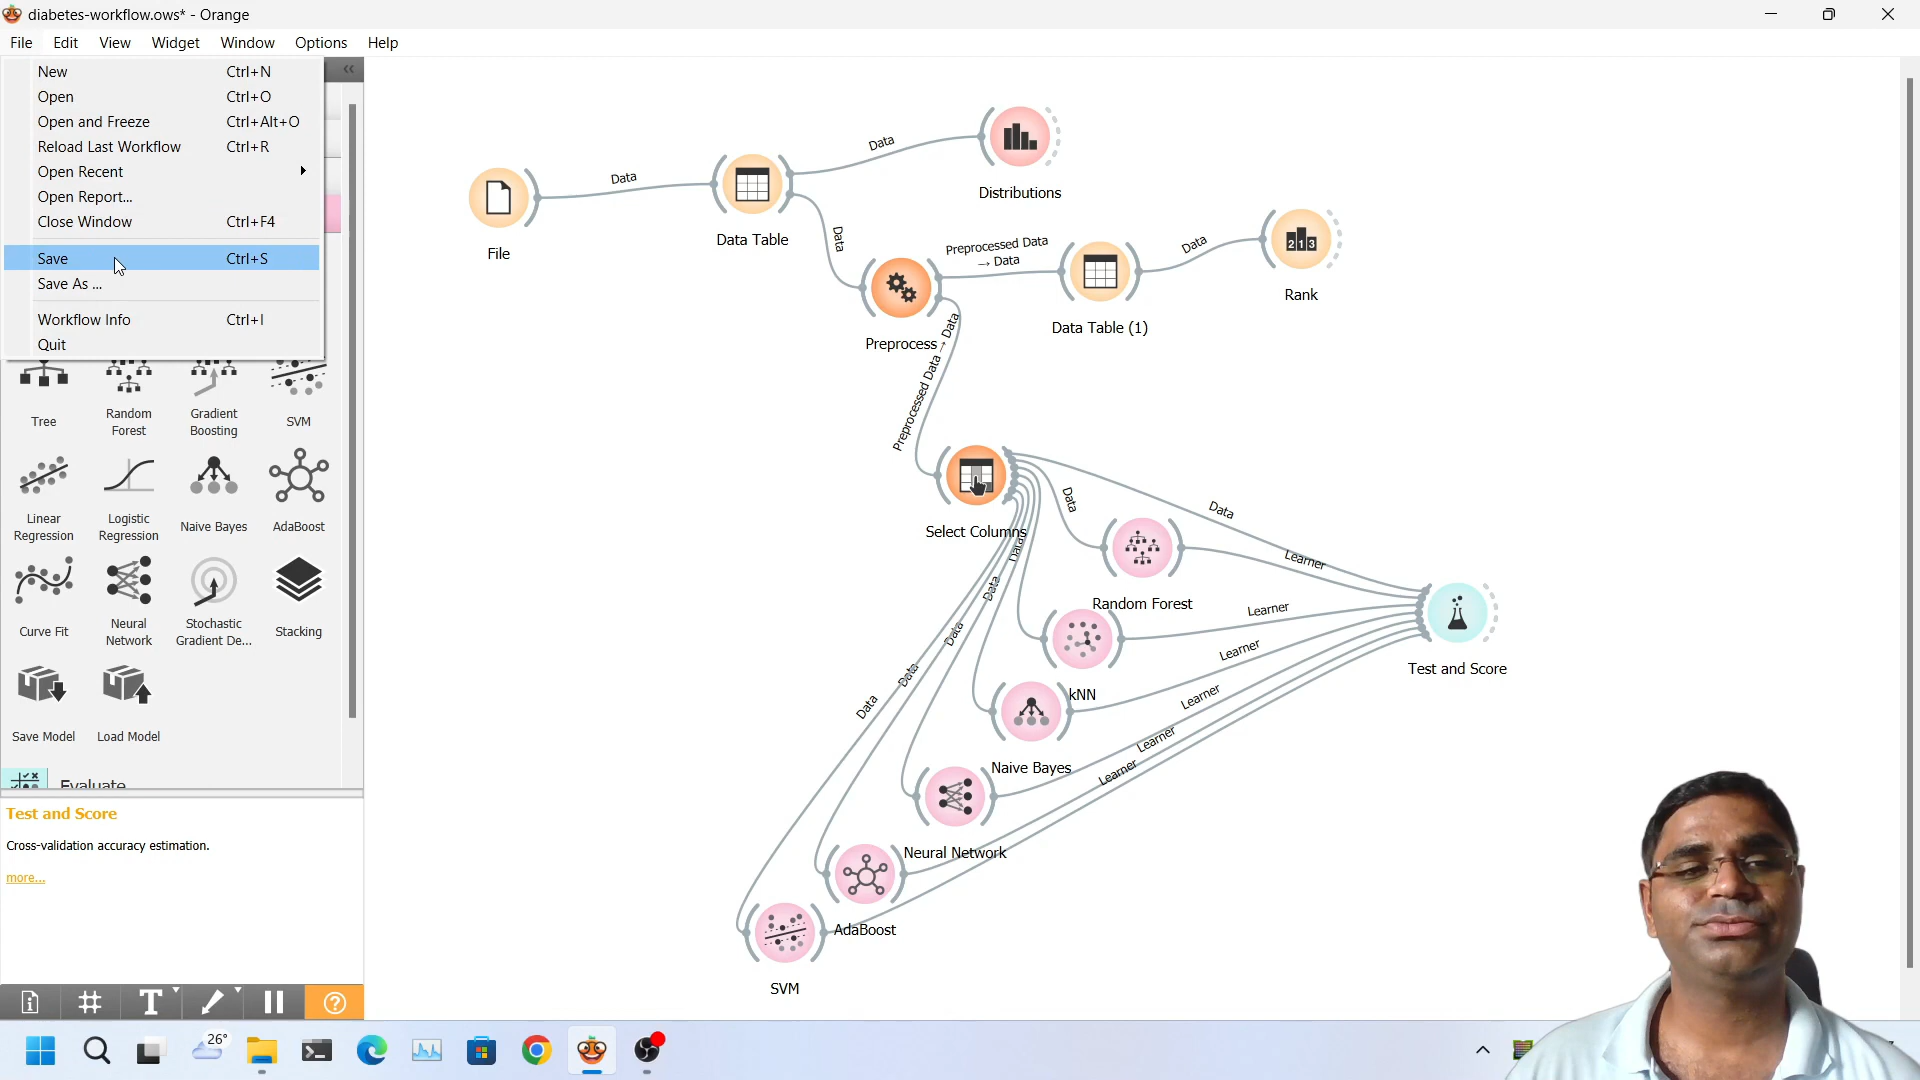 diabetes-workflow.ows* - Orange
File Edit View Widget Window Options Help
New Ctrl+N
Open Ctrl+O
Open and Freeze Ctrl+Alt+O
Reload Last Workflow Ctrl+R
Open Recent
Open Report...
Close Window Ctrl+F4
Save Ctrl+S
Save As ...
Workflow Info Ctrl+I
Quit
Tree
Random
Forest
Gradient
Boosting
SVM
Linear
Regression
Logistic
Regression
Naive Bayes
AdaBoost
Curve Fit
Neural
Network
Stochastic
Gradient De...
Stacking
Save Model
Load Model
Evaluate
Test and Score
Cross-validation accuracy estimation.
more...
File
Data
Data Table
Data
Distributions
Data
Preprocess
Preprocessed Data
→ Data
Data Table (1)
Data
2 1 3
Rank
Preprocessed Data → Data
Select Columns
Data
Data
Data
Data
Data
Data
Data
Random Forest
Learner
kNN
Learner
Naive Bayes
Learner
Neural Network
Learner
AdaBoost
Learner
SVM
Learner
Test and Score
T
26°